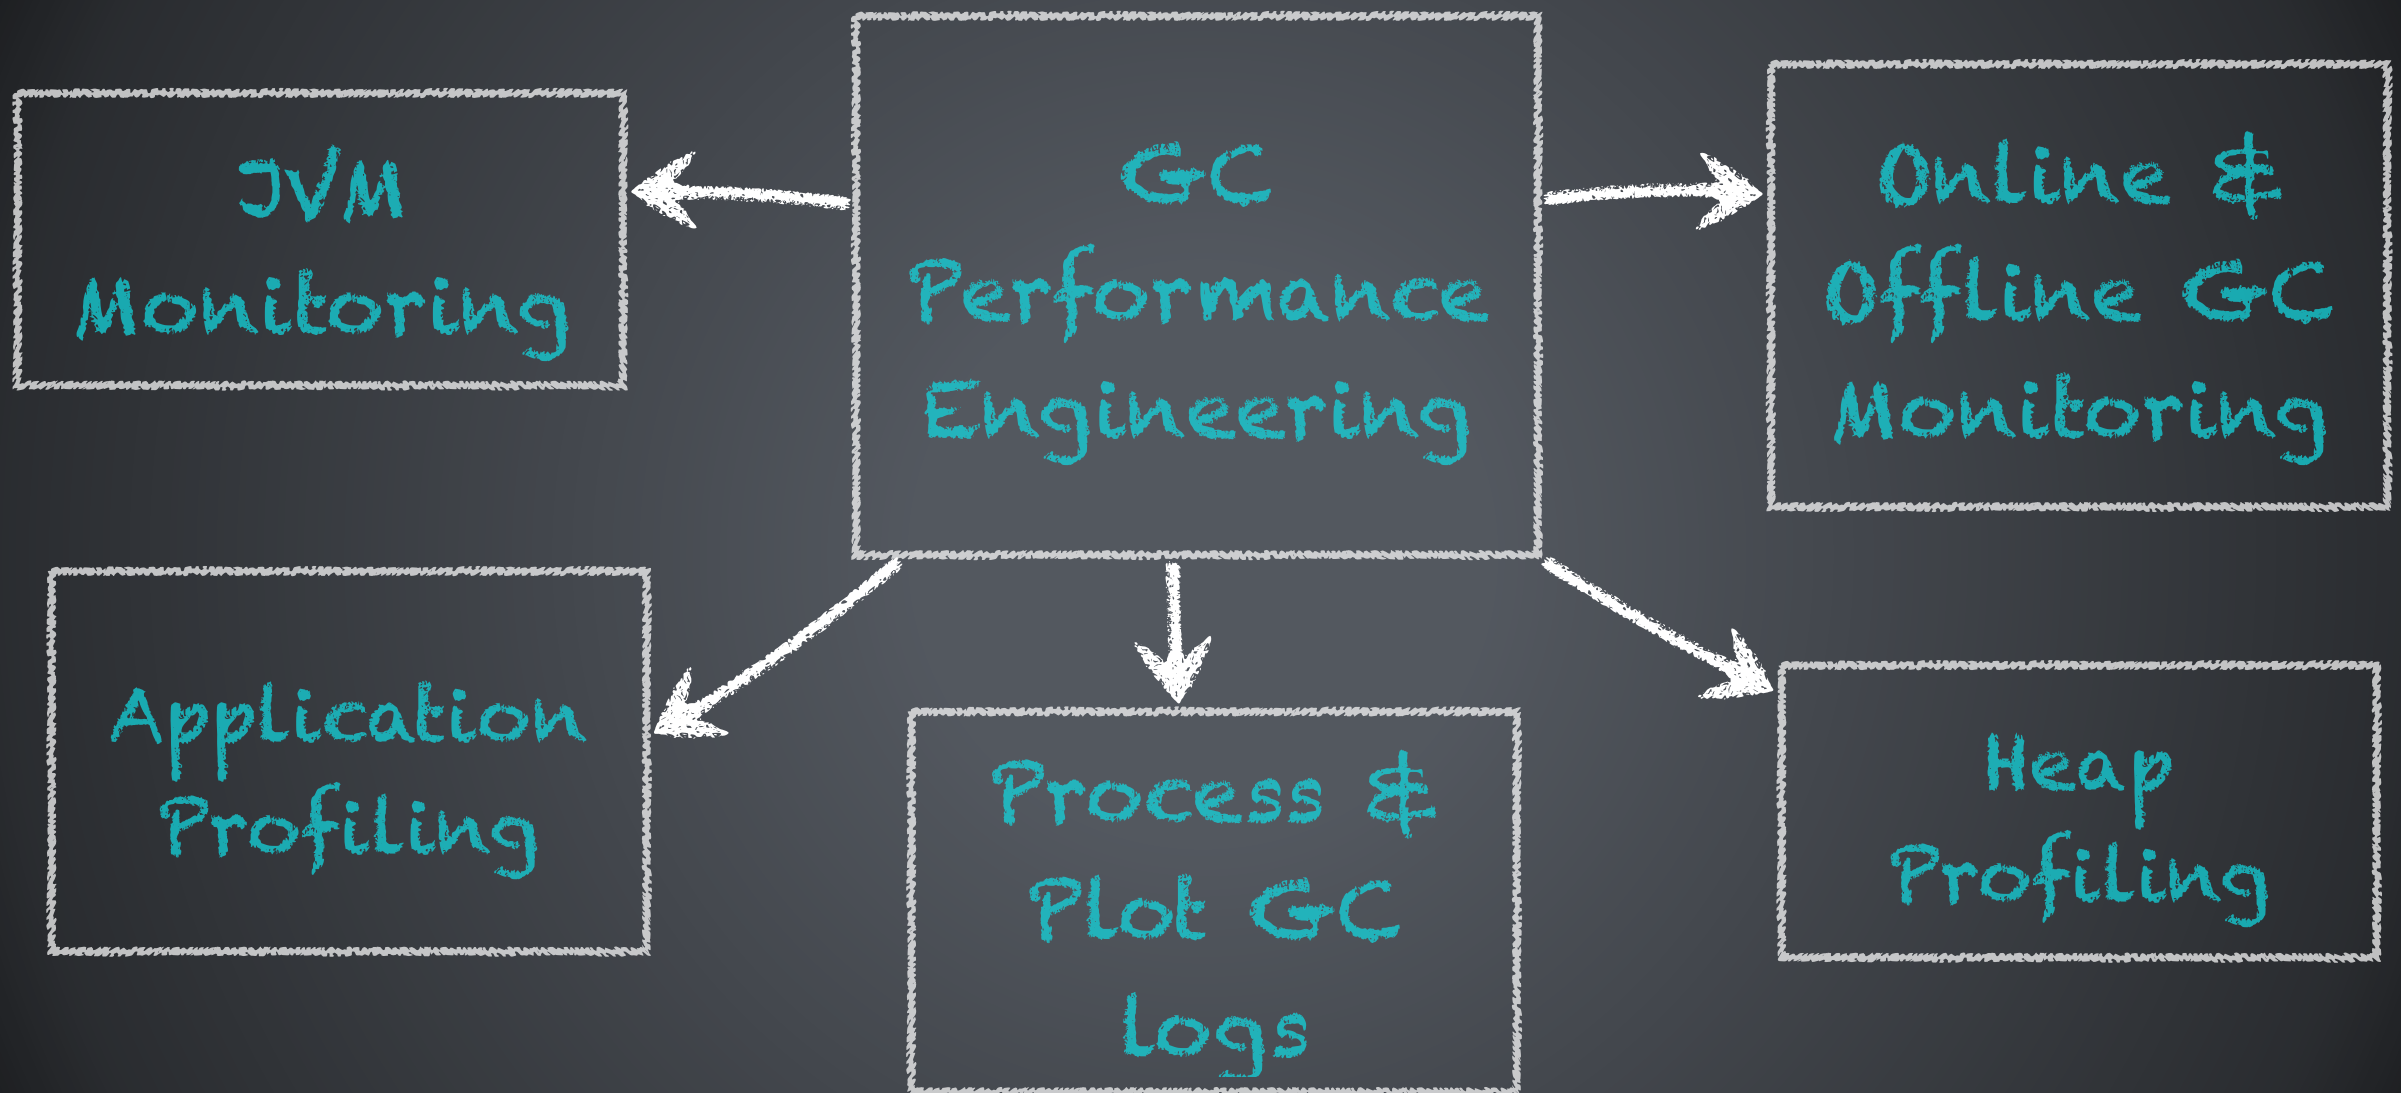 GC
Performance
Engineering
JVM
Monitoring
Online &
Offline GC
Monitoring
Application
Profiling
Process &
Plot GC
logs
Heap
Profiling